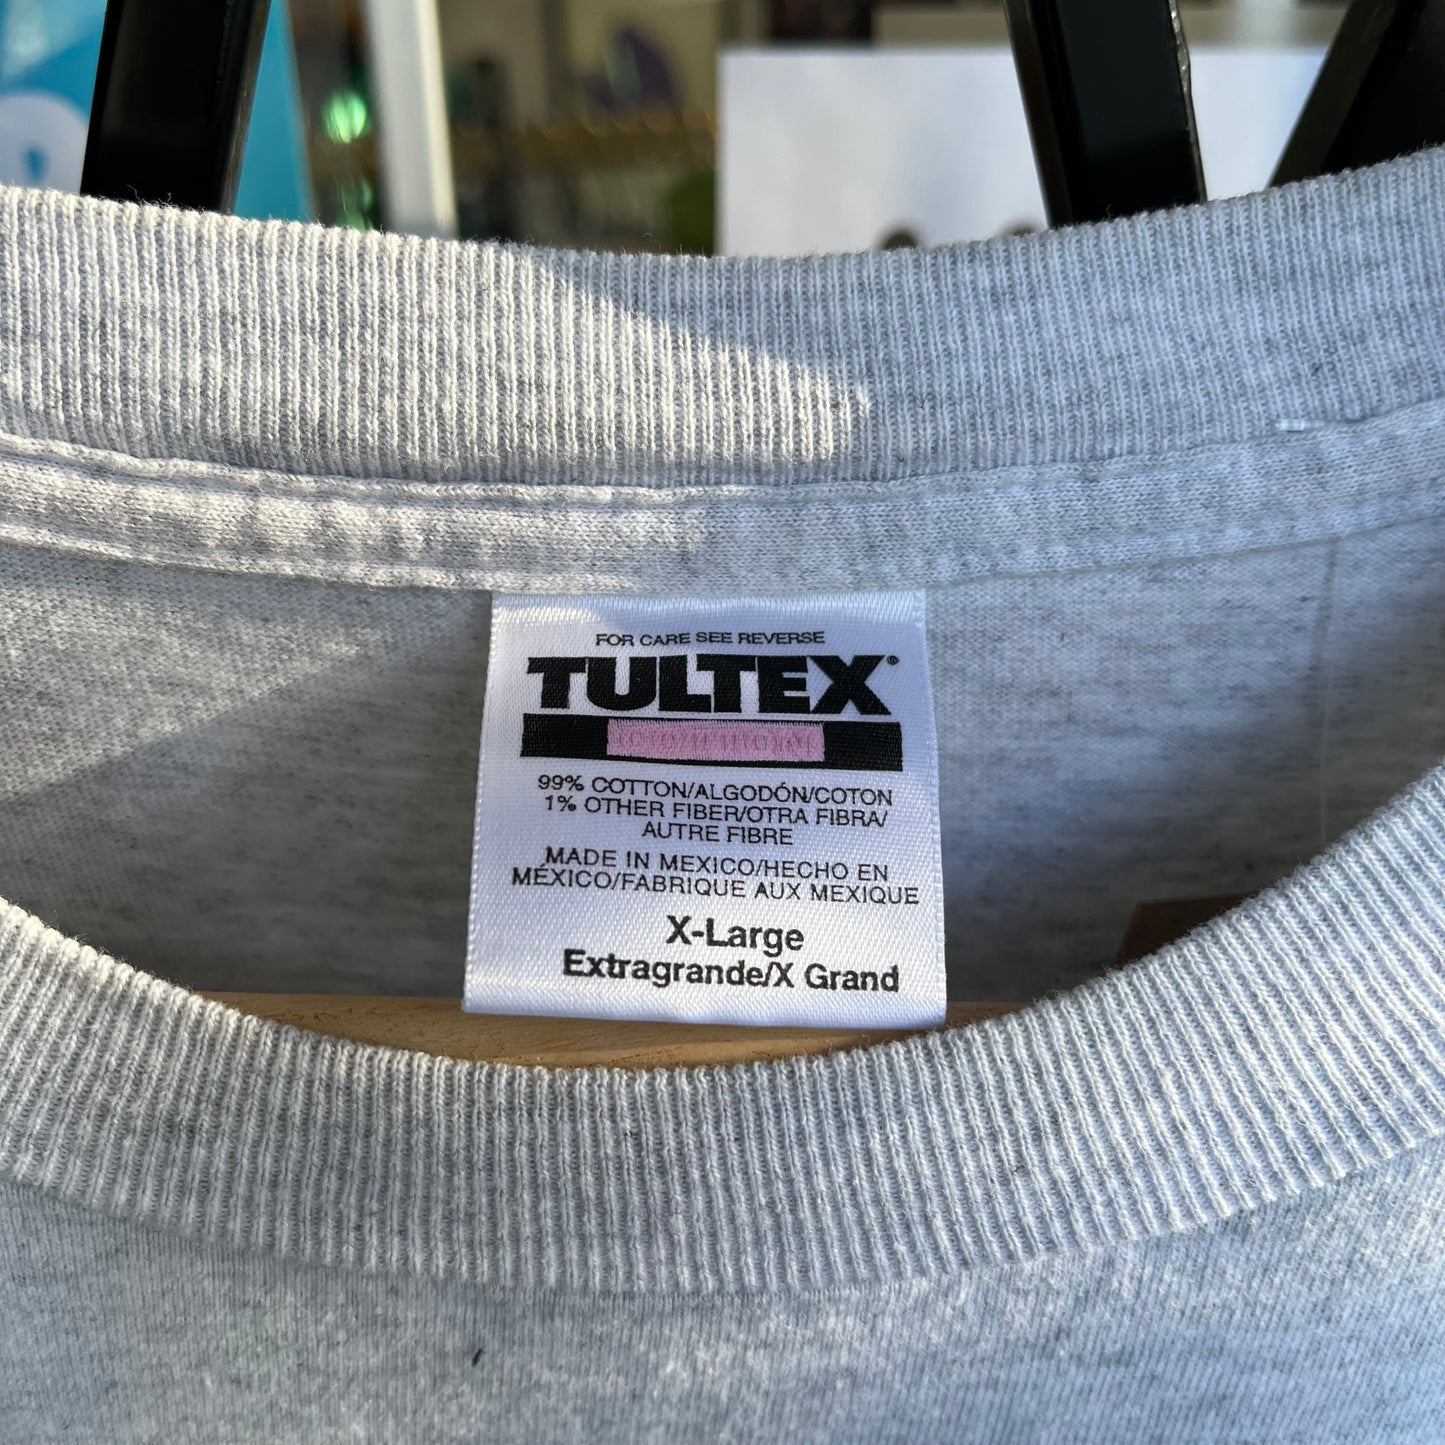 FOR CARE SEE REVERSE
TULTEX®
99% COTTON/ALGODÓN/COTON
1% OTHER FIBER/OTRA FIBRA/
AUTRE FIBRE
MADE IN MEXICO/HECHO EN
MÉXICO/FABRIQUE AUX MEXIQUE
X-Large
Extragrande/X Grand